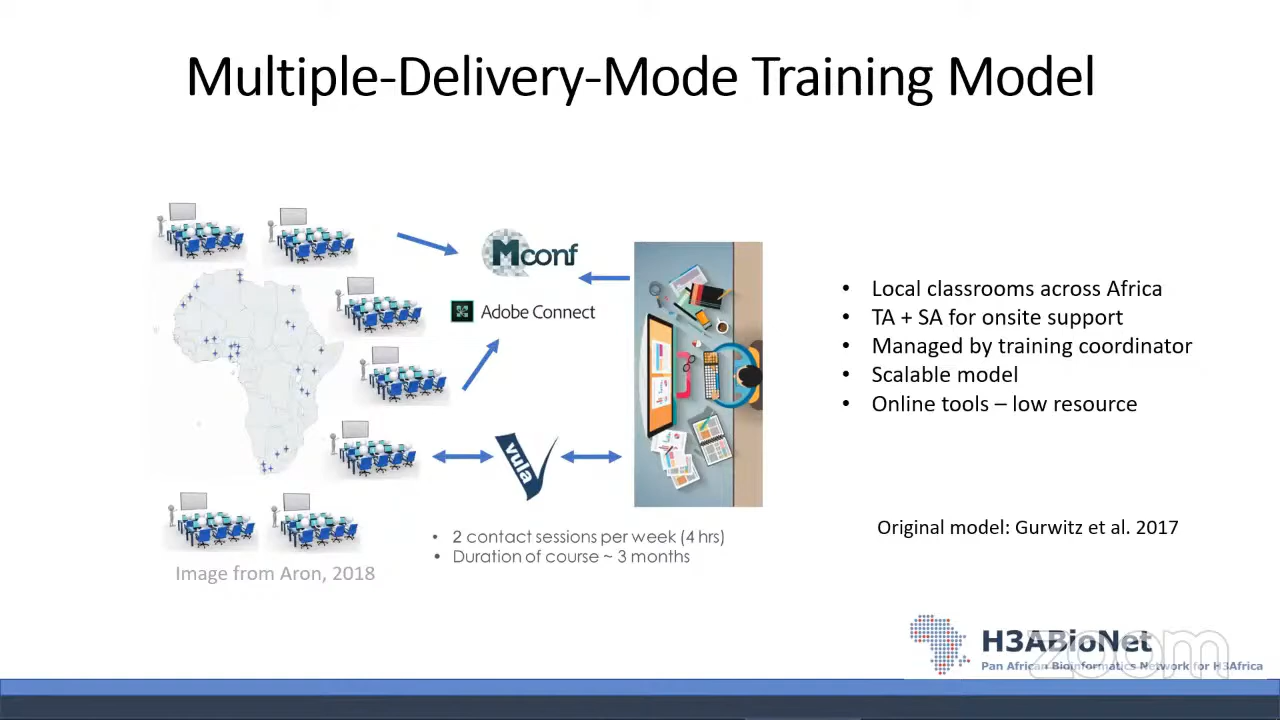 Multiple-Delivery-Mode Training Model
Mconf
Adobe Connect
vula
• 2 contact sessions per week (4 hrs)
• Duration of course ~ 3 months
Image from Aron, 2018
• Local classrooms across Africa
• TA + SA for onsite support
• Managed by training coordinator
• Scalable model
• Online tools – low resource
Original model: Gurwitz et al. 2017
H3ABioNet
Pan African Bioinformatics Network for H3Africa
zoom